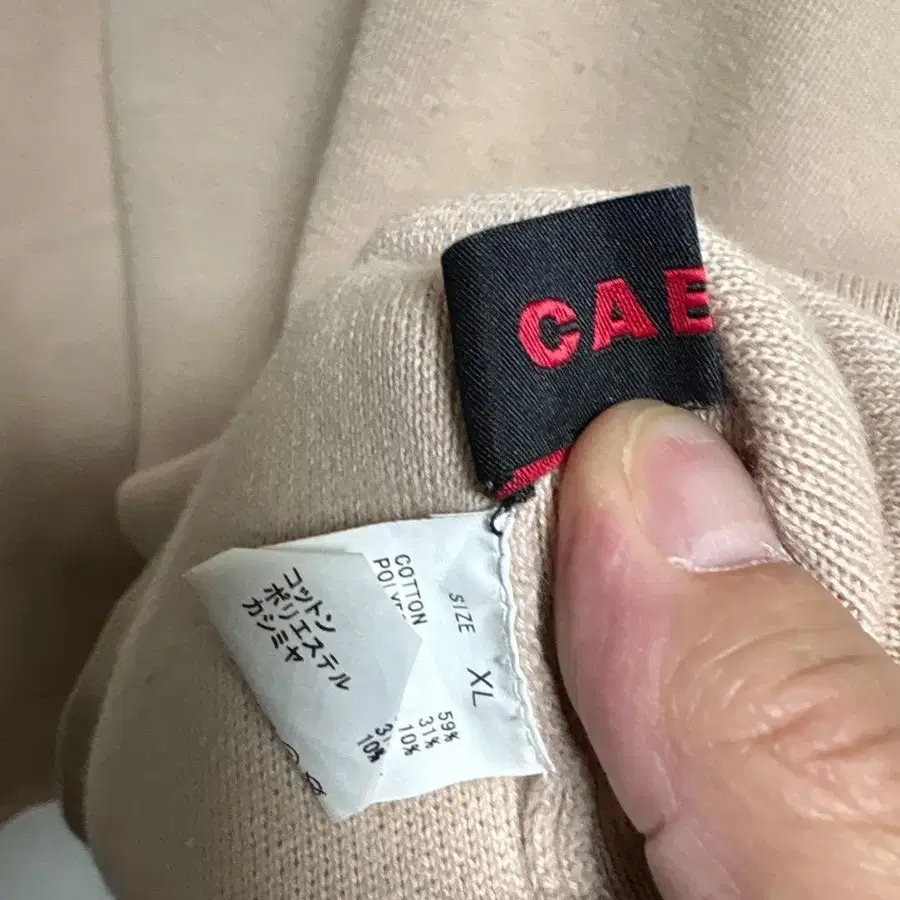 CAE
SIZE XL
COTTON 59%
31%
10%
コットン
ポリエステル
カシミヤ 10%